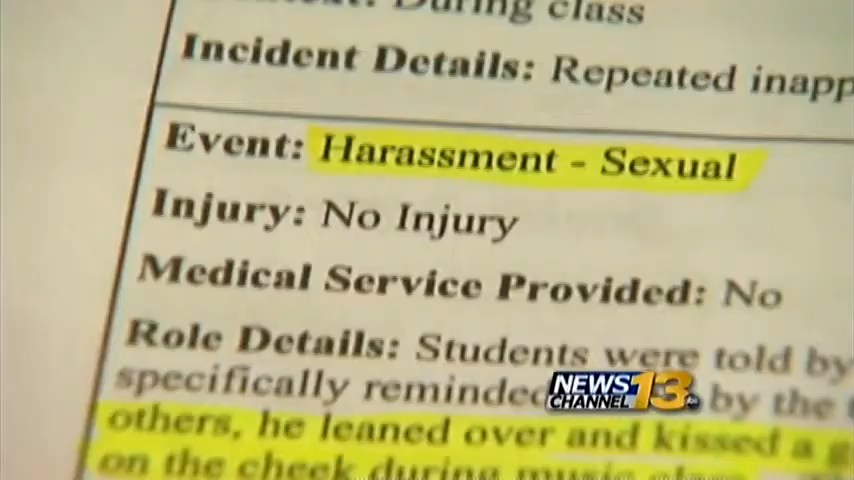 During class
Incident Details: Repeated
Event: Harassment - Sexual
Injury: No Injury
Medical Service Provided: No
Role Details: Students were told by
specifically reminded by the
others, he leaned over and kissed a
on the cheek during music
NEWS 13
CHANNEL